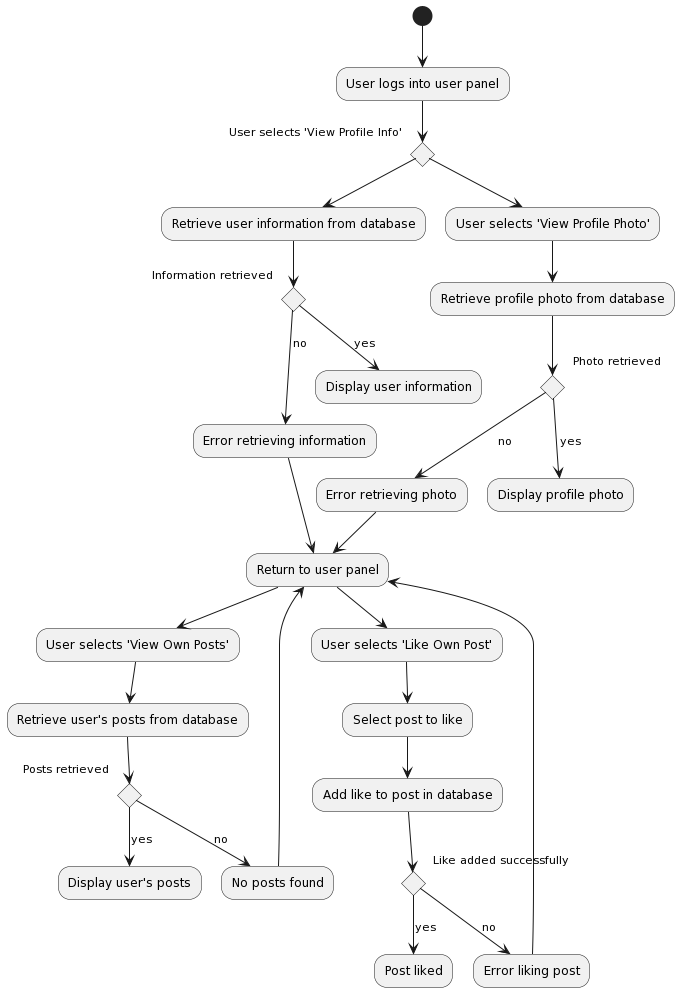 User logs into user panel
User selects 'View Profile Info'
Retrieve user information from database
User selects 'View Profile Photo'
Information retrieved
Retrieve profile photo from database
no
yes
Photo retrieved
Display user information
Error retrieving information
no
yes
Error retrieving photo
Display profile photo
Return to user panel
User selects 'View Own Posts'
User selects 'Like Own Post'
Retrieve user's posts from database
Select post to like
Posts retrieved
Add like to post in database
yes
no
Like added successfully
Display user's posts
No posts found
yes
no
Post liked
Error liking post